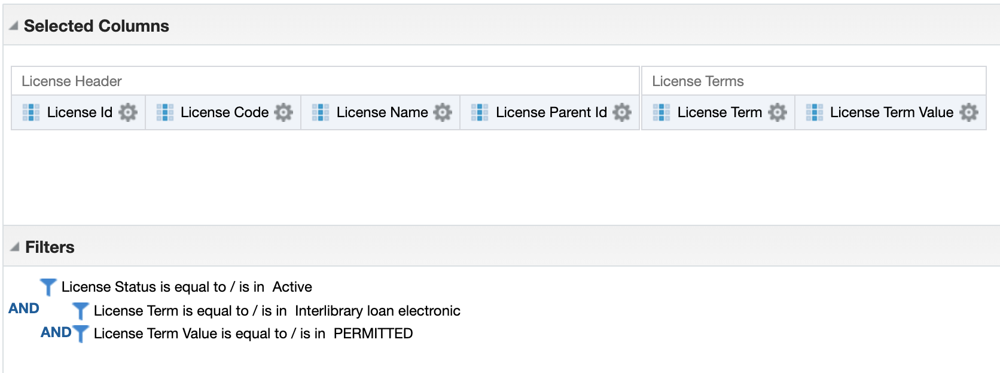 Selected Columns
License Header
License Terms
License Id
License Code
License Name
License Parent Id
License Term
License Term Value
Filters
License Status is equal to / is in Active
AND
License Term is equal to / is in Interlibrary loan electronic
AND License Term Value is equal to / is in PERMITTED